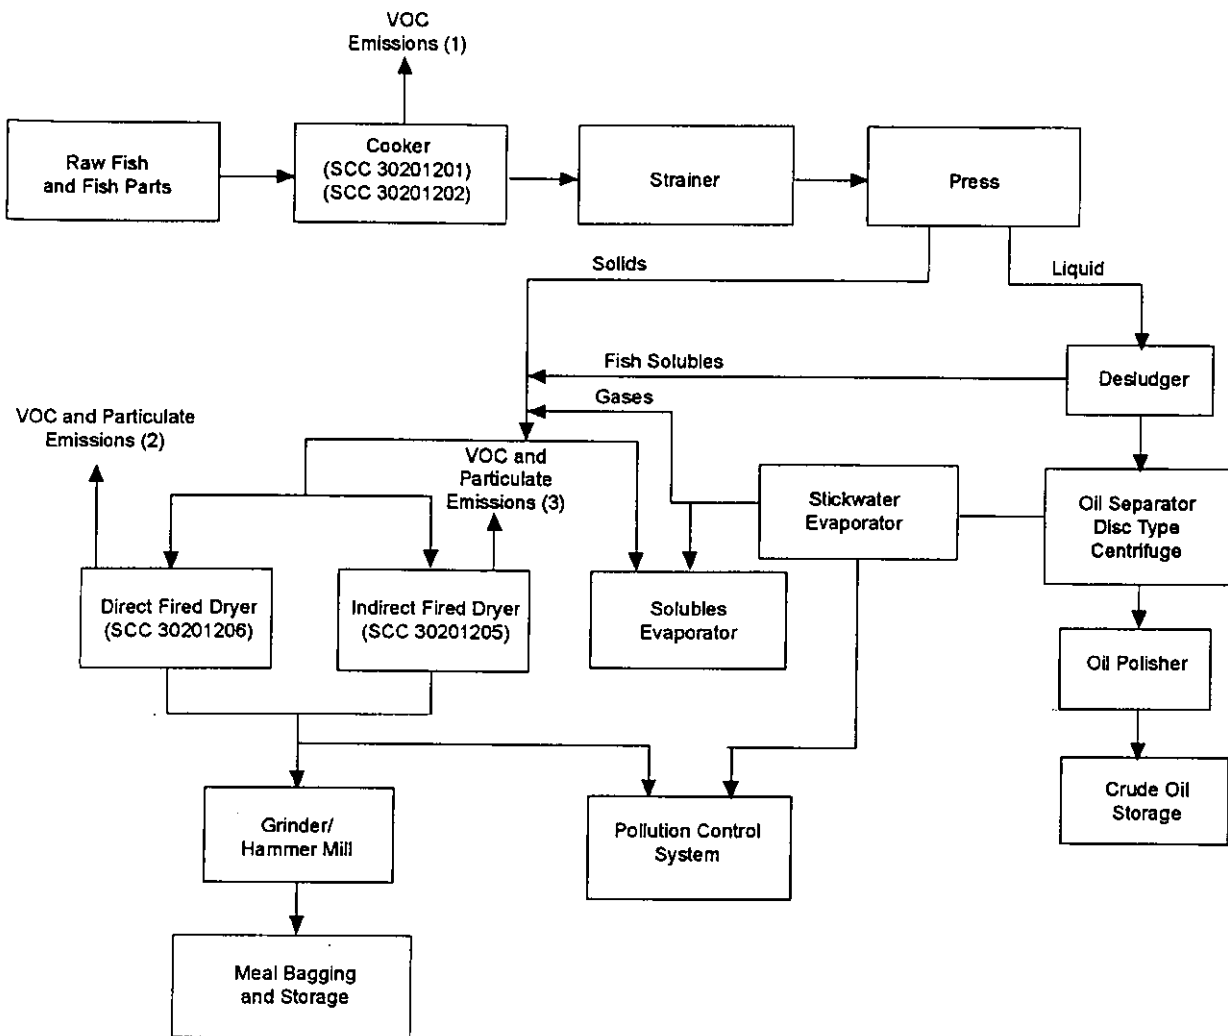 VOC
Emissions (1)
Raw Fish
and Fish Parts
Cooker
(SCC 30201201)
(SCC 30201202)
Strainer
Press
Solids
Liquid
Fish Solubles
Desludger
Gases
VOC and Particulate
Emissions (2)
VOC and
Particulate
Emissions (3)
Stickwater
Evaporator
Oil Separator
Disc Type
Centrifuge
Direct Fired Dryer
(SCC 30201206)
Indirect Fired Dryer
(SCC 30201205)
Solubles
Evaporator
Oil Polisher
Grinder/
Hammer Mill
Pollution Control
System
Crude Oil
Storage
Meal Bagging
and Storage